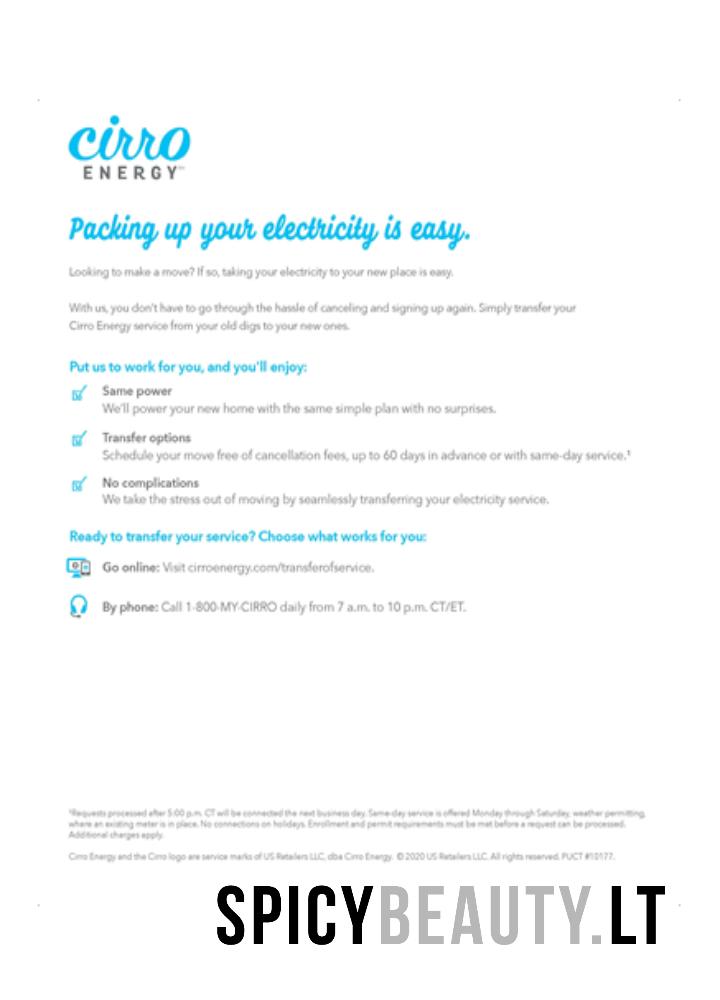 cirro
ENERGY℠
Packing up your electricity is easy.
Looking to make a move? If so, taking your electricity to your new place is easy.
With us, you don't have to go through the hassle of canceling and signing up again. Simply transfer your
Cirro Energy service from your old digs to your new ones.
Put us to work for you, and you'll enjoy:
Same power
We'll power your new home with the same simple plan with no surprises.
Transfer options
Schedule your move free of cancellation fees, up to 60 days in advance or with same-day service.¹
No complications
We take the stress out of moving by seamlessly transferring your electricity service.
Ready to transfer your service? Choose what works for you:
Go online: Visit cirroenergy.com/transferofservice.
By phone: Call 1-800-MY-CIRRO daily from 7 a.m. to 10 p.m. CT/ET.
¹Requests processed after 5:00 p.m. CT will be connected the next business day. Same-day service is offered Monday through Saturday, weather permitting,
where an existing meter is in place. No connections on holidays. Enrollment and permit requirements must be met before a request can be processed.
Additional charges apply.
Cirro Energy and the Cirro logo are service marks of US Retailers LLC, dba Cirro Energy. © 2020 US Retailers LLC. All rights reserved. PUCT #10177.
SPICYBEAUTY.LT